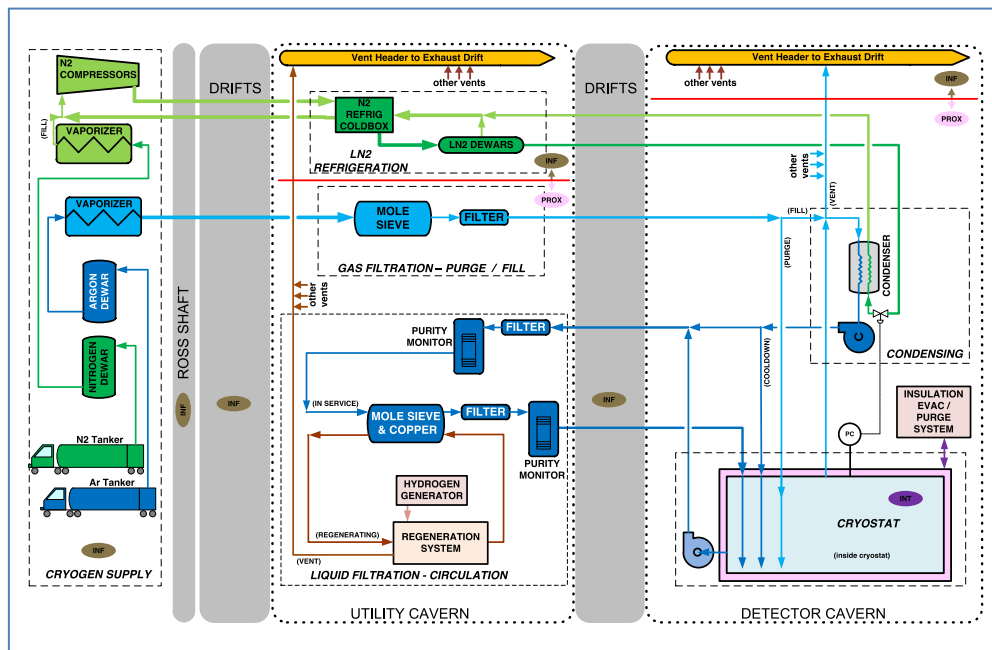 N2
COMPRESSORS
(FILL)
VAPORIZER
VAPORIZER
ARGON
DEWAR
NITROGEN
DEWAR
N2 Tanker
Ar Tanker
INF
CRYOGEN SUPPLY
ROSS SHAFT
INF
DRIFTS
INF
Vent Header to Exhaust Drift
other vents
N2
REFRIG
COLDBOX
LN2 DEWARS
LN2
REFRIGERATION
INF
PROX
MOLE
SIEVE
FILTER
GAS FILTRATION – PURGE / FILL
other
vents
PURITY
MONITOR
FILTER
(IN SERVICE)
MOLE SIEVE
& COPPER
FILTER
PURITY
MONITOR
HYDROGEN
GENERATOR
(REGENERATING)
REGENERATION
SYSTEM
(VENT)
LIQUID FILTRATION - CIRCULATION
UTILITY CAVERN
DRIFTS
INF
Vent Header to Exhaust Drift
other vents
INF
PROX
other
vents
(VENT)
(FILL)
(PURGE)
CONDENSER
C
CONDENSING
(COOLDOWN)
PC
INSULATION
EVAC /
PURGE
SYSTEM
INT
CRYOSTAT
(inside cryostat)
C
DETECTOR CAVERN